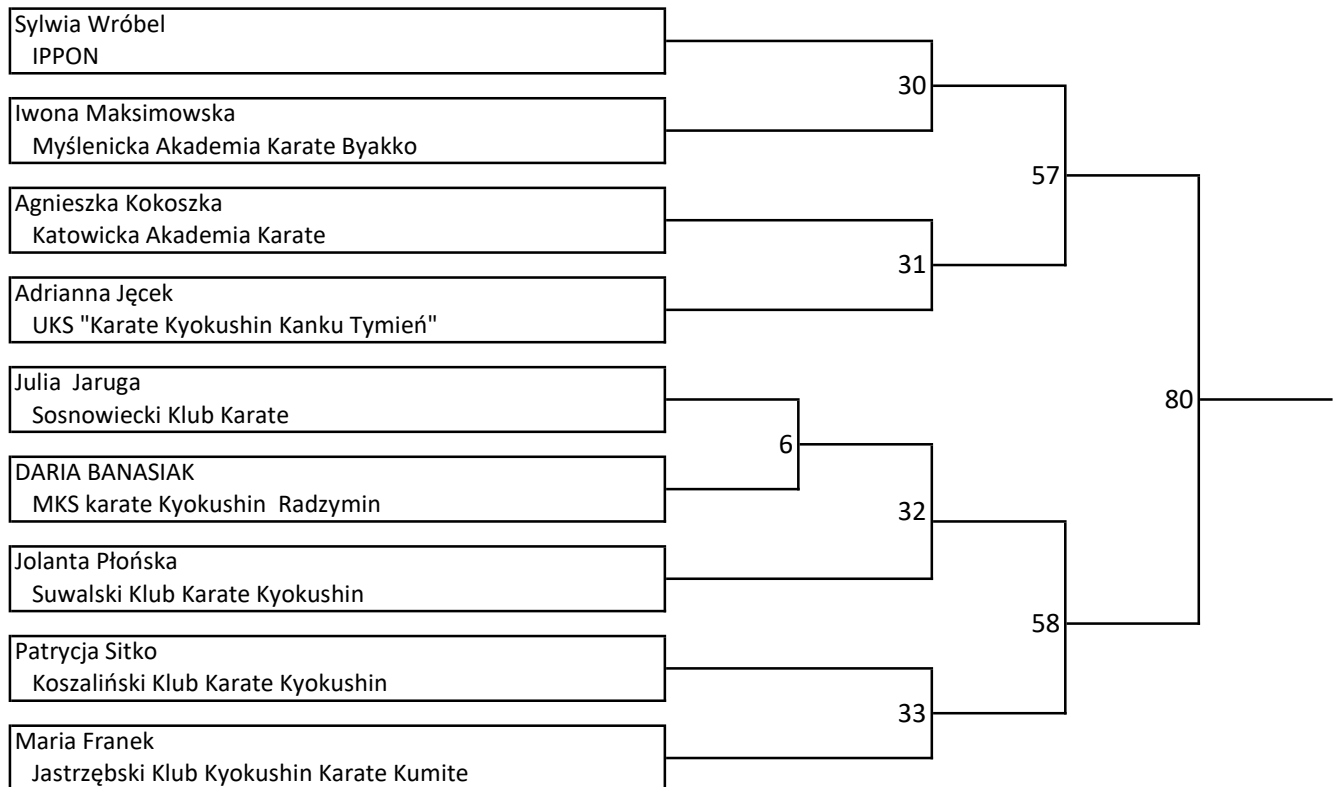 Sylwia Wróbel
IPPON
30
Iwona Maksimowska
Myślenicka Akademia Karate Byakko
57
Agnieszka Kokoszka
Katowicka Akademia Karate
31
Adrianna Jęcek
UKS "Karate Kyokushin Kanku Tymień"
Julia  Jaruga
Sosnowiecki Klub Karate
80
6
DARIA BANASIAK
MKS karate Kyokushin  Radzymin
32
Jolanta Płońska
Suwalski Klub Karate Kyokushin
58
Patrycja Sitko
Koszaliński Klub Karate Kyokushin
33
Maria Franek
Jastrzębski Klub Kyokushin Karate Kumite